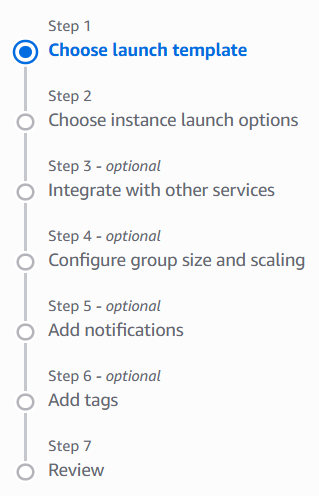 Step 1
Choose launch template
Step 2
Choose instance launch options
Step 3 - optional
Integrate with other services
Step 4 - optional
Configure group size and scaling
Step 5 - optional
Add notifications
Step 6 - optional
Add tags
Step 7
Review